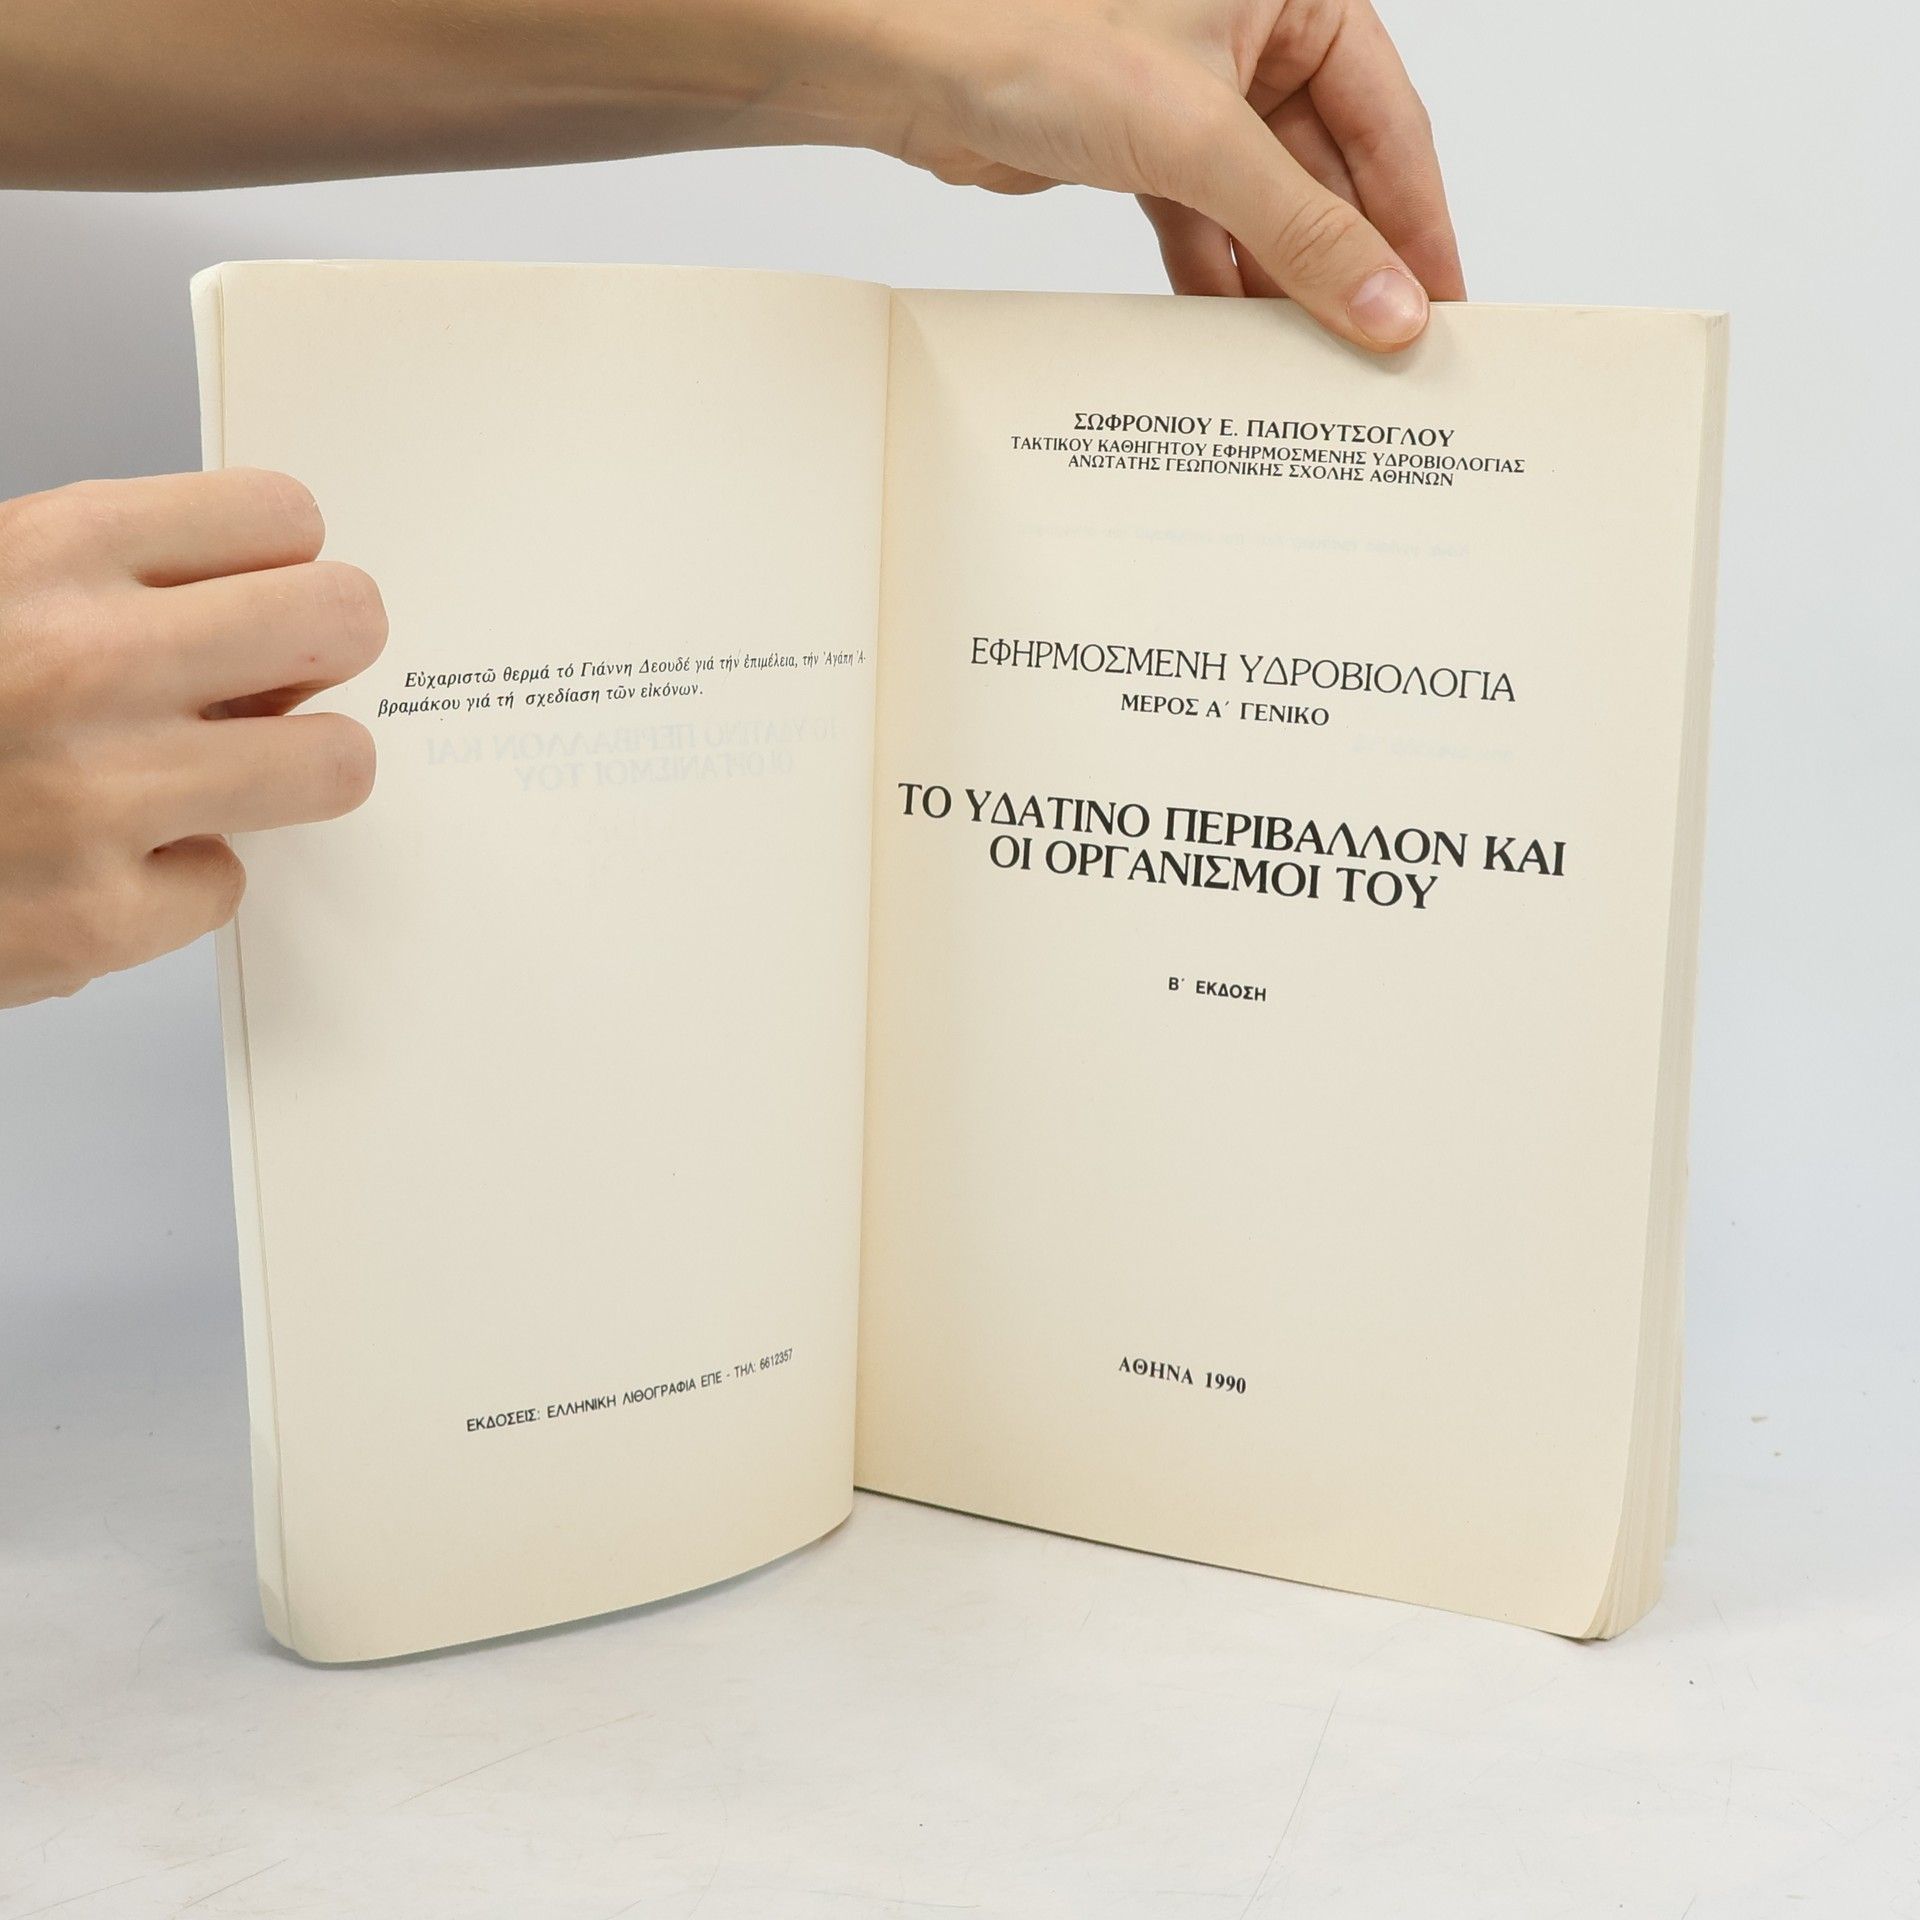 Εὐχαριστῶ θερμά τό Γιάννη Δεουδέ γιά τήν ἐπιμέλεια, τήν Ἀγάπη Ἀ-
βραμάκου γιά τή σχεδίαση τῶν εἰκόνων.
ΕΚΔΟΣΕΙΣ: ΕΛΛΗΝΙΚΗ ΛΙΘΟΓΡΑΦΙΑ ΕΠΕ - ΤΗΛ: 6612357
ΣΩΦΡΟΝΙΟΥ Ε. ΠΑΠΟΥΤΣΟΓΛΟΥ
ΤΑΚΤΙΚΟΥ ΚΑΘΗΓΗΤΟΥ ΕΦΗΡΜΟΣΜΕΝΗΣ ΥΔΡΟΒΙΟΛΟΓΙΑΣ
ΑΝΩΤΑΤΗΣ ΓΕΩΠΟΝΙΚΗΣ ΣΧΟΛΗΣ ΑΘΗΝΩΝ
ΕΦΗΡΜΟΣΜΕΝΗ ΥΔΡΟΒΙΟΛΟΓΙΑ
ΜΕΡΟΣ Α΄ ΓΕΝΙΚΟ
ΤΟ ΥΔΑΤΙΝΟ ΠΕΡΙΒΑΛΛΟΝ ΚΑΙ
ΟΙ ΟΡΓΑΝΙΣΜΟΙ ΤΟΥ
Β΄ ΕΚΔΟΣΗ
ΑΘΗΝΑ 1990